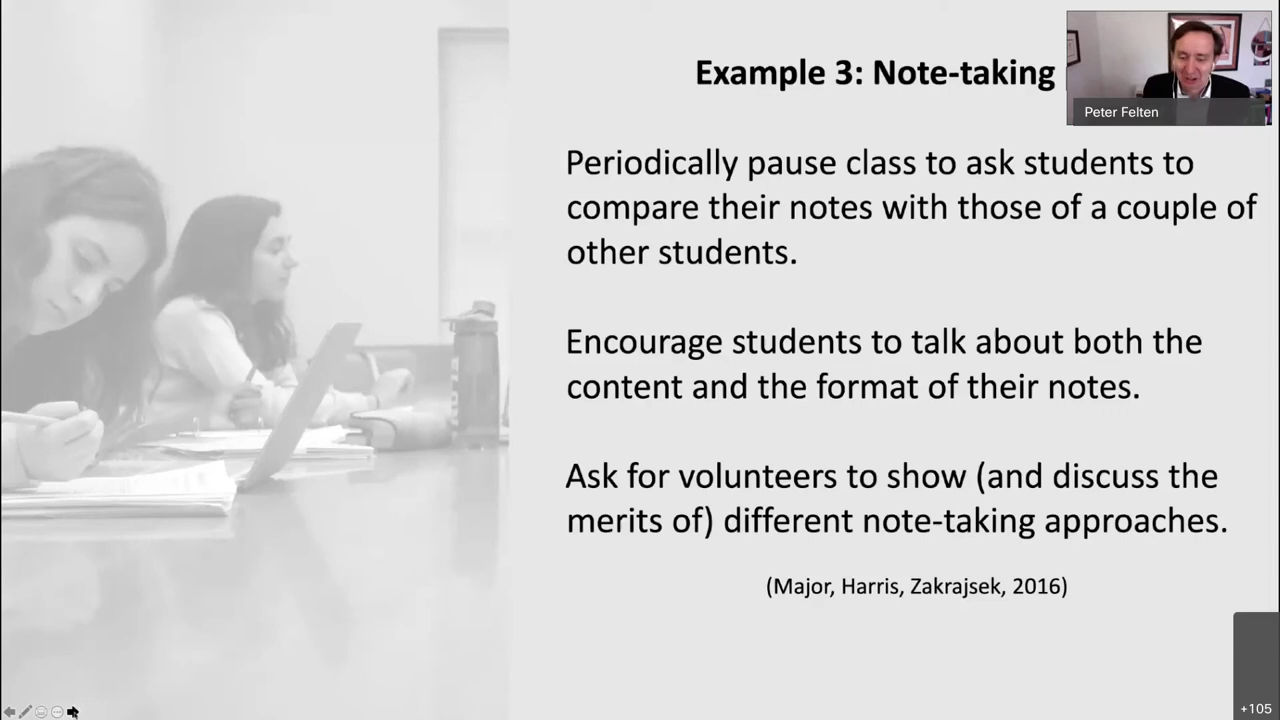 Example 3: Note-taking
Peter Felten
Periodically pause class to ask students to
compare their notes with those of a couple of
other students.
Encourage students to talk about both the
content and the format of their notes.
Ask for volunteers to show (and discuss the
merits of) different note-taking approaches.
(Major, Harris, Zakrajsek, 2016)
+105